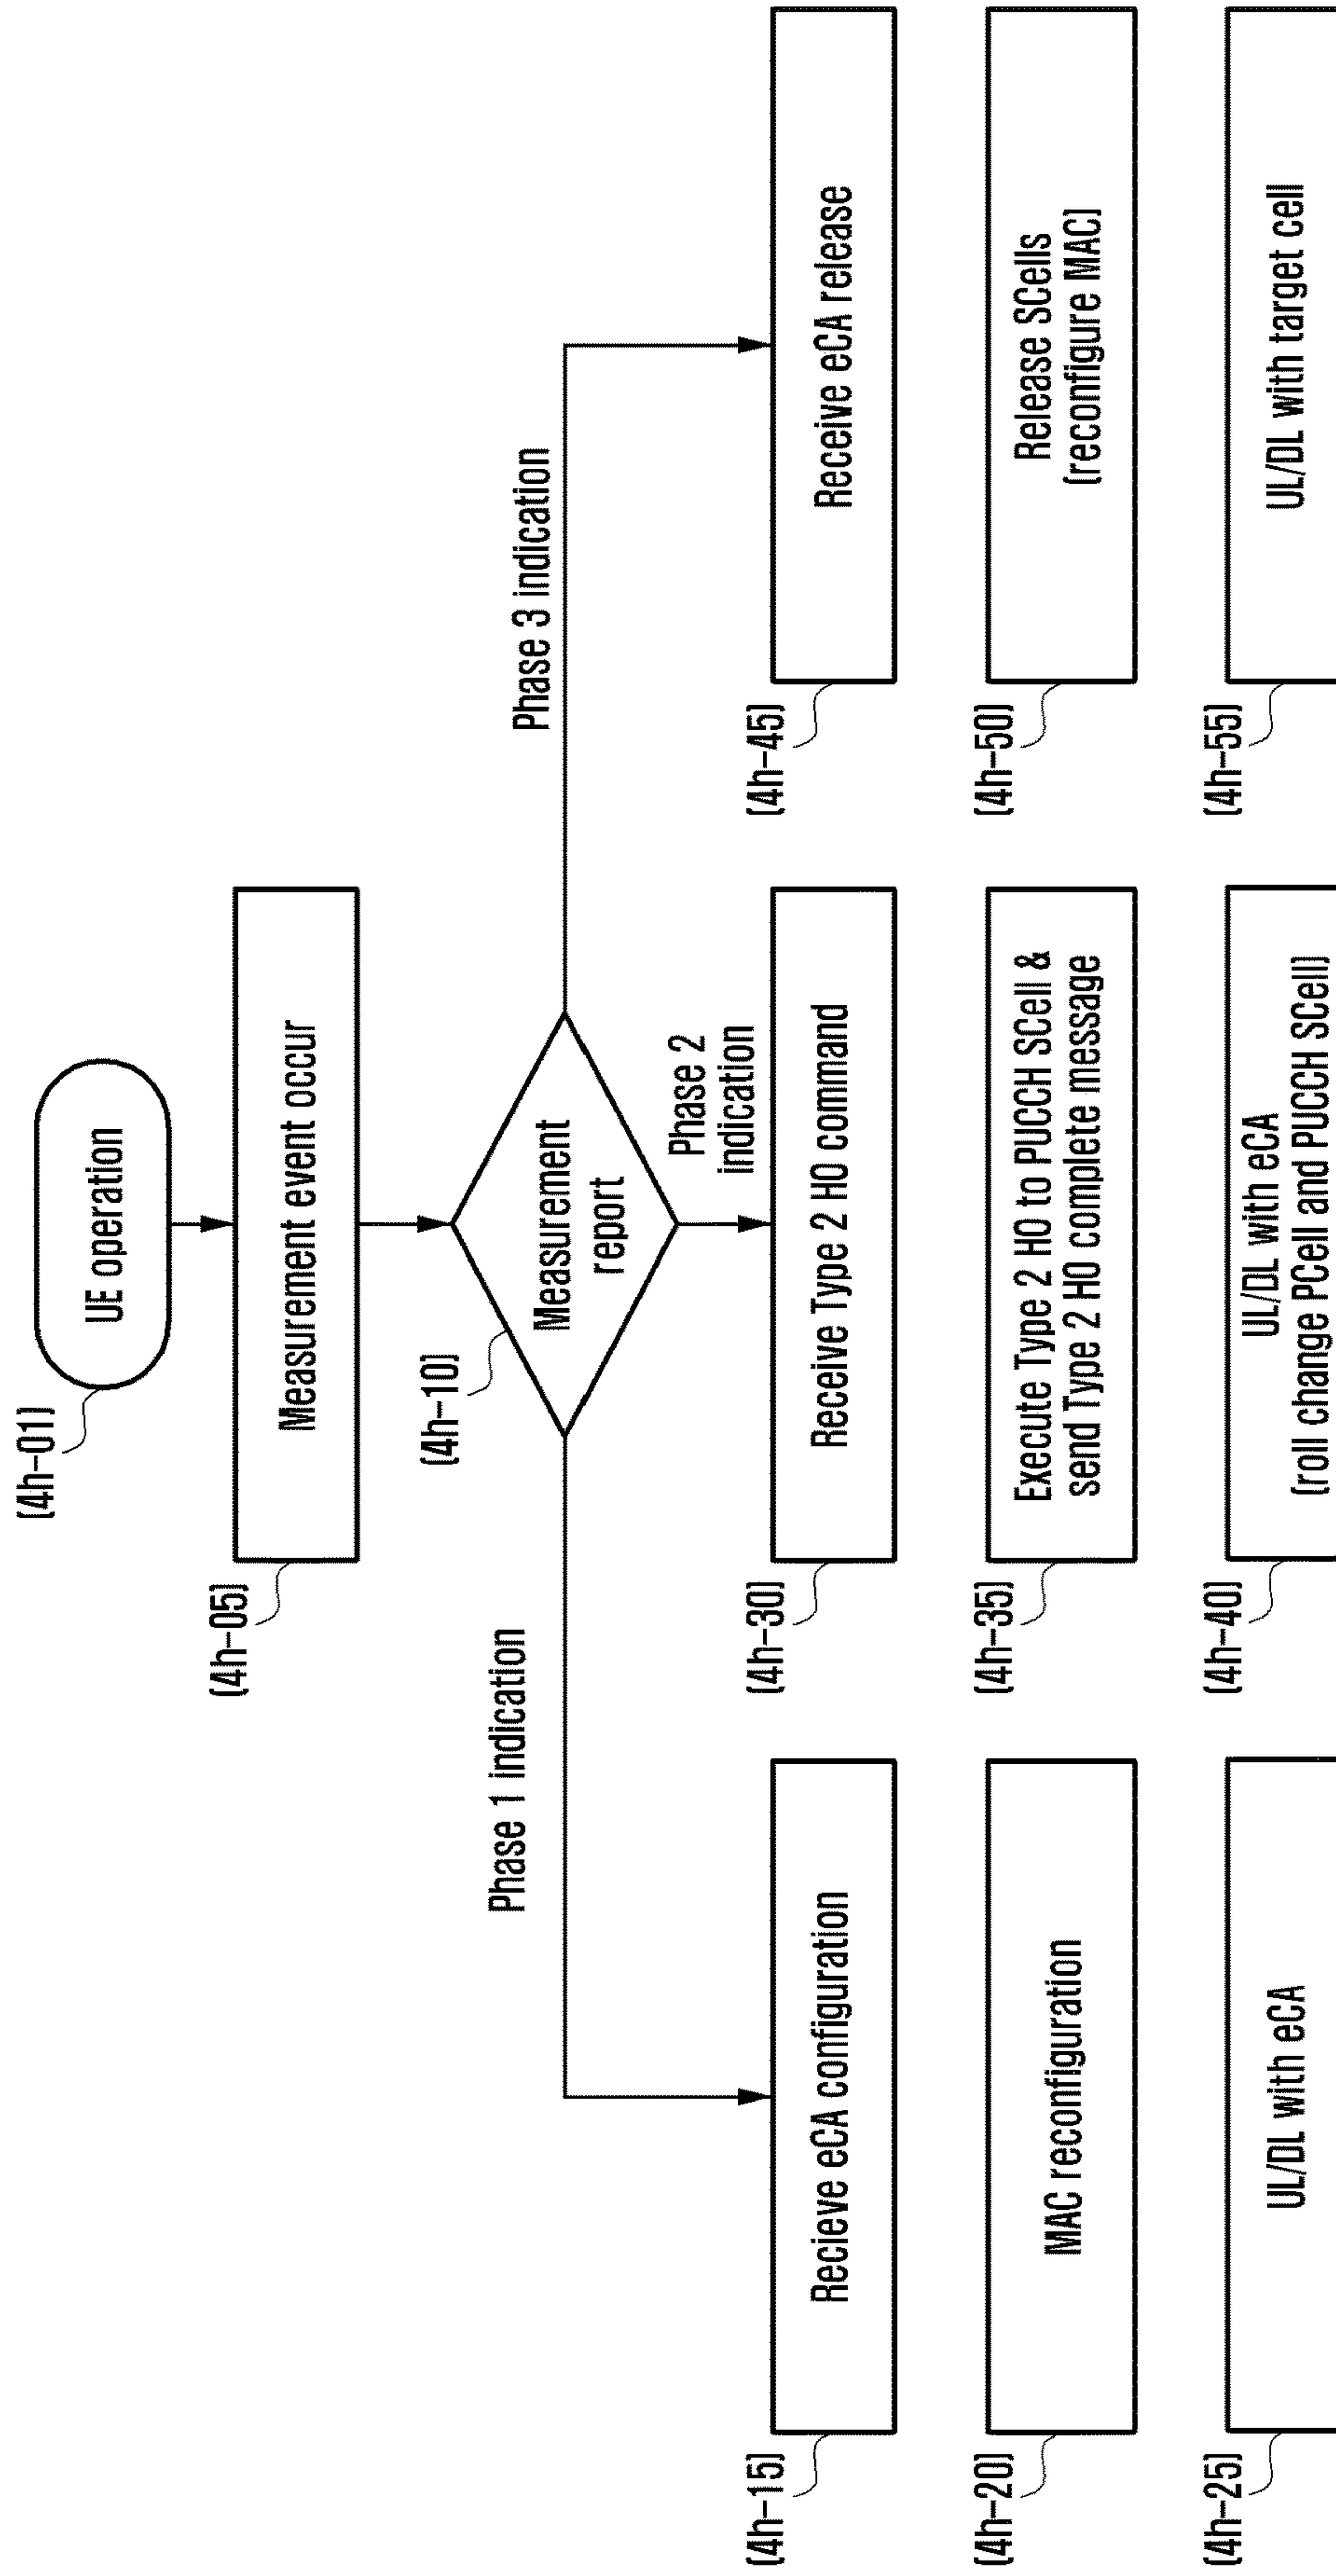 UE operation
(4h-01)
Measurement event occur
(4h-05)
Measurement
report
(4h-10)
Phase 1 indication
Phase 2
indication
Phase 3 indication
Recieve eCA configuration
(4h-15)
Receive Type 2 HO command
(4h-30)
Receive eCA release
(4h-45)
MAC reconfiguration
(4h-20)
Execute Type 2 HO to PUCCH SCell &
send Type 2 HO complete message
(4h-35)
Release SCells
(reconfigure MAC)
(4h-50)
UL/DL with eCA
(4h-25)
UL/DL with eCA
(roll change PCell and PUCCH SCell)
(4h-40)
UL/DL with target cell
(4h-55)